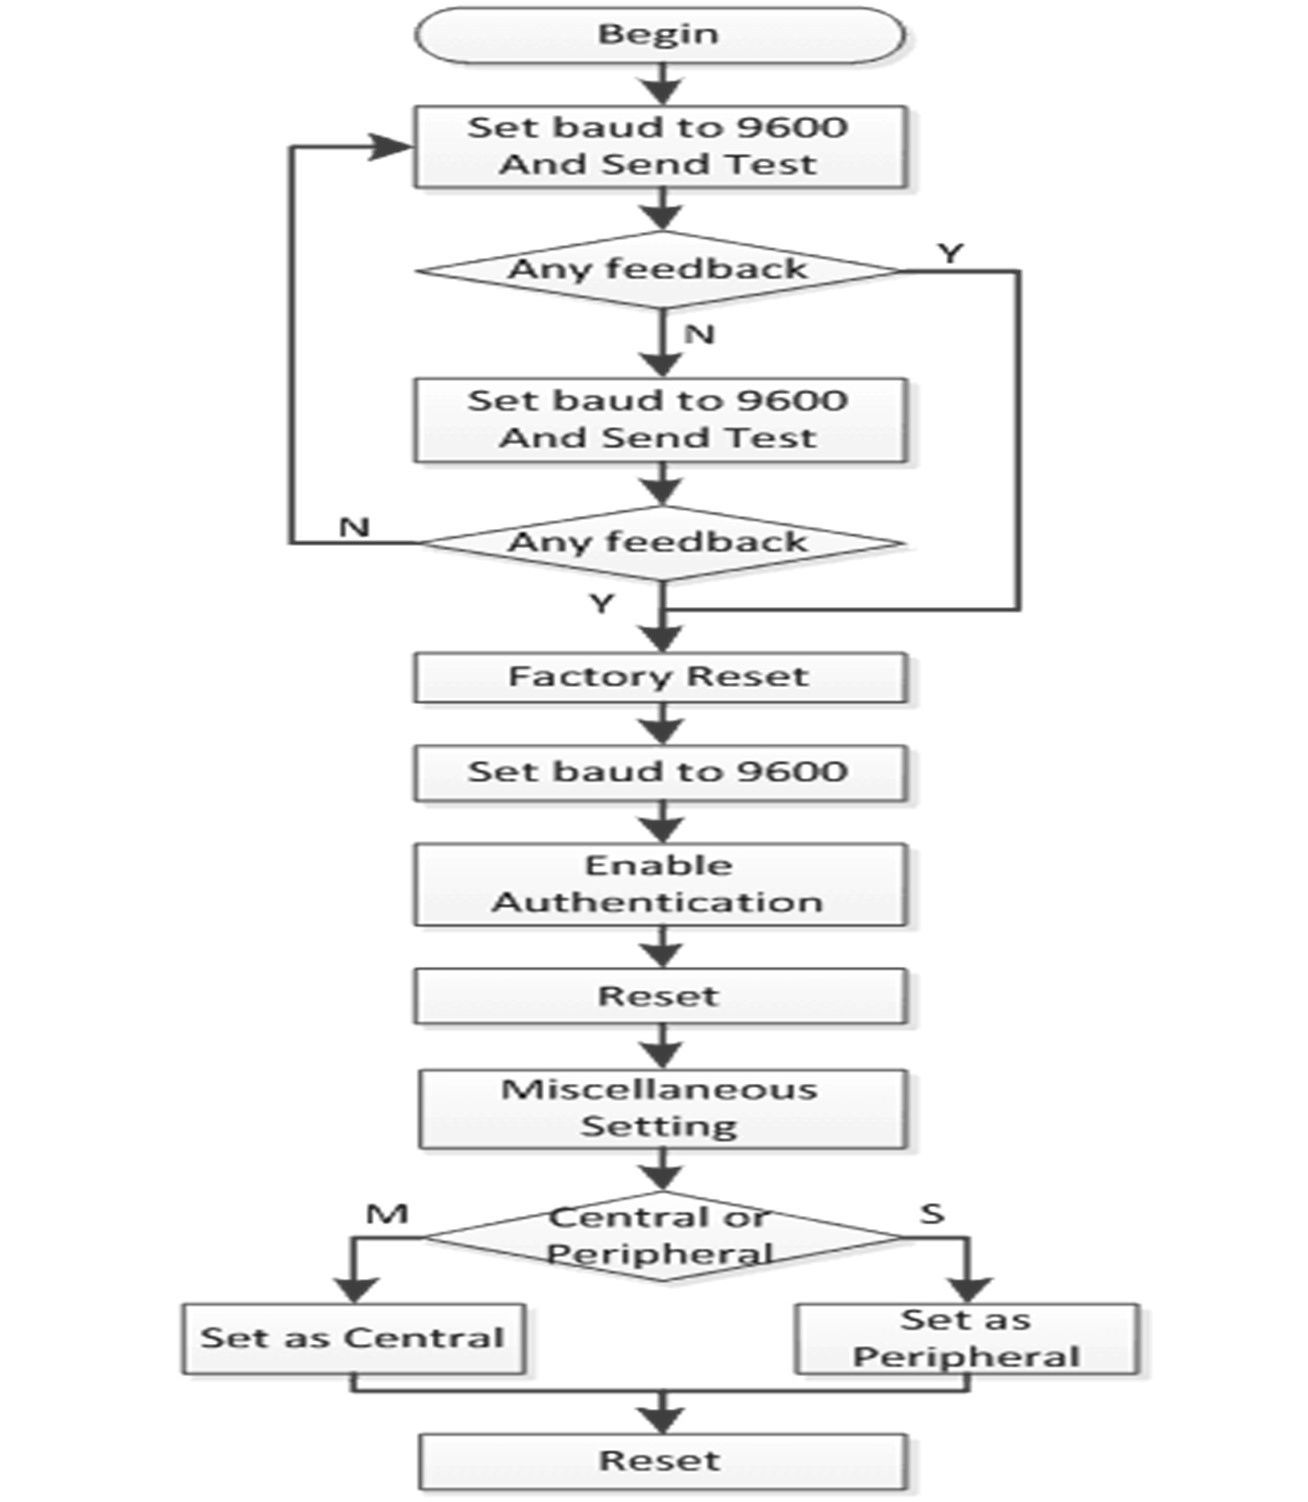 Begin
Set baud to 9600
And Send Test
Any feedback
Y
N
Set baud to 9600
And Send Test
Any feedback
N
Y
Factory Reset
Set baud to 9600
Enable
Authentication
Reset
Miscellaneous
Setting
Central or
Peripheral
M
S
Set as Central
Set as
Peripheral
Reset